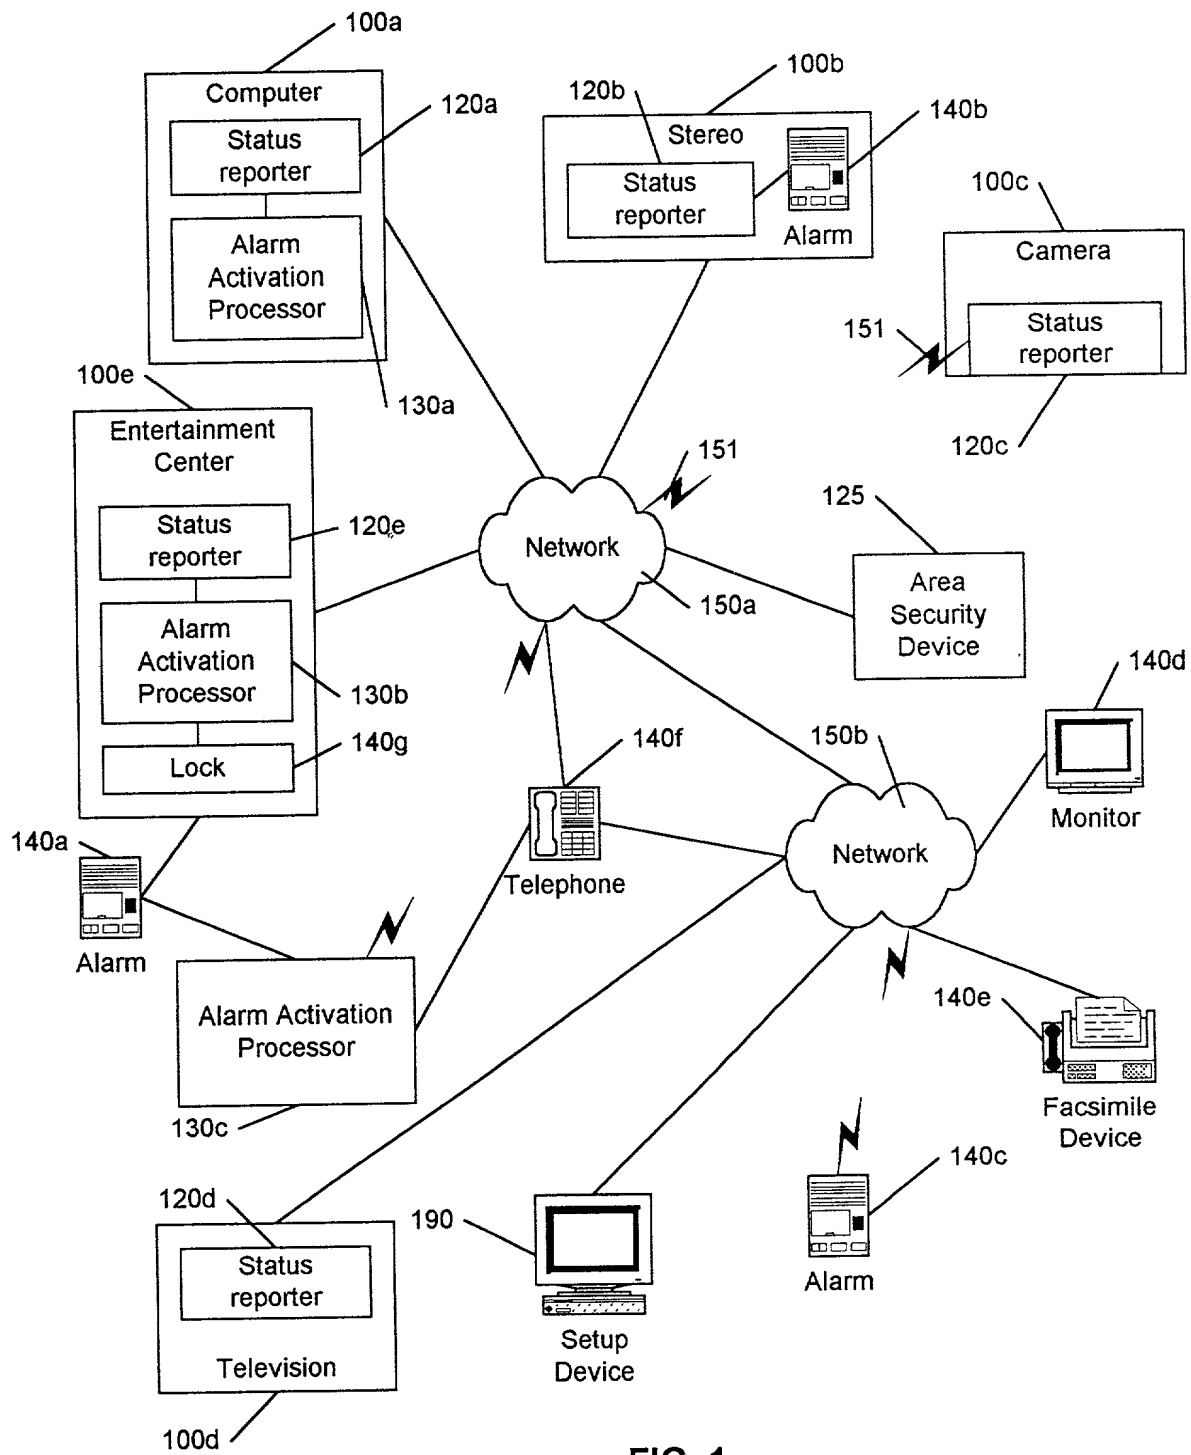 100a
Computer
120a
Status
reporter
Alarm
Activation
Processor
130a
100b
120b
140b
Stereo
Status
reporter
Alarm
100c
Camera
151
Status
reporter
120c
100e
Entertainment
Center
Status
reporter
120e
Alarm
Activation
Processor
130b
140g
Lock
151
Network
150a
125
Area
Security
Device
140d
Monitor
150b
Network
140f
Telephone
140a
Alarm
Alarm Activation
Processor
130c
140e
Facsimile
Device
140c
Alarm
190
Setup
Device
120d
Status
reporter
Television
100d
FIG. 1